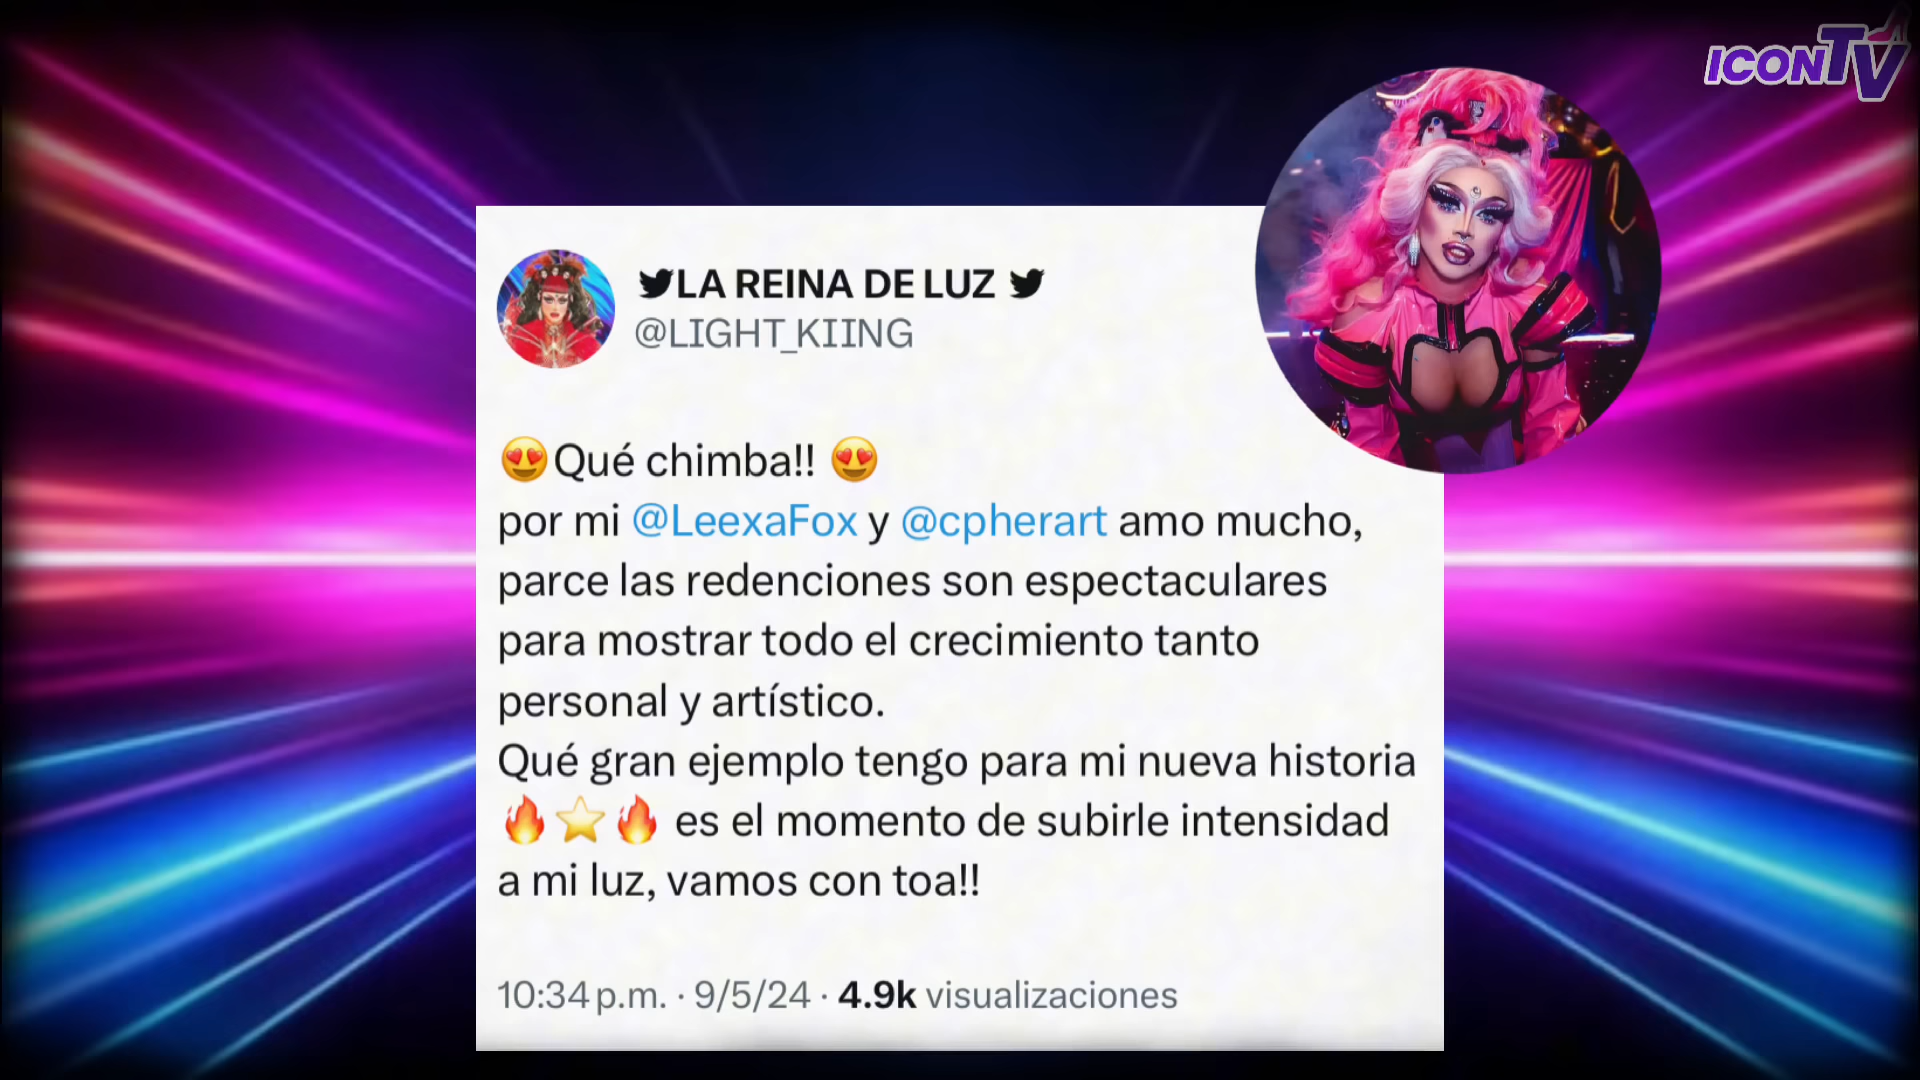 ICONTV
LA REINA DE LUZ
@LIGHT_KIING
😍Qué chimba!! 😍
por mi @LeexaFox y @cpherart amo mucho,
parce las redenciones son espectaculares
para mostrar todo el crecimiento tanto
personal y artístico.
Qué gran ejemplo tengo para mi nueva historia
🔥⭐🔥 es el momento de subirle intensidad
a mi luz, vamos con toa!!
10:34 p.m. · 9/5/24 · 4.9k visualizaciones